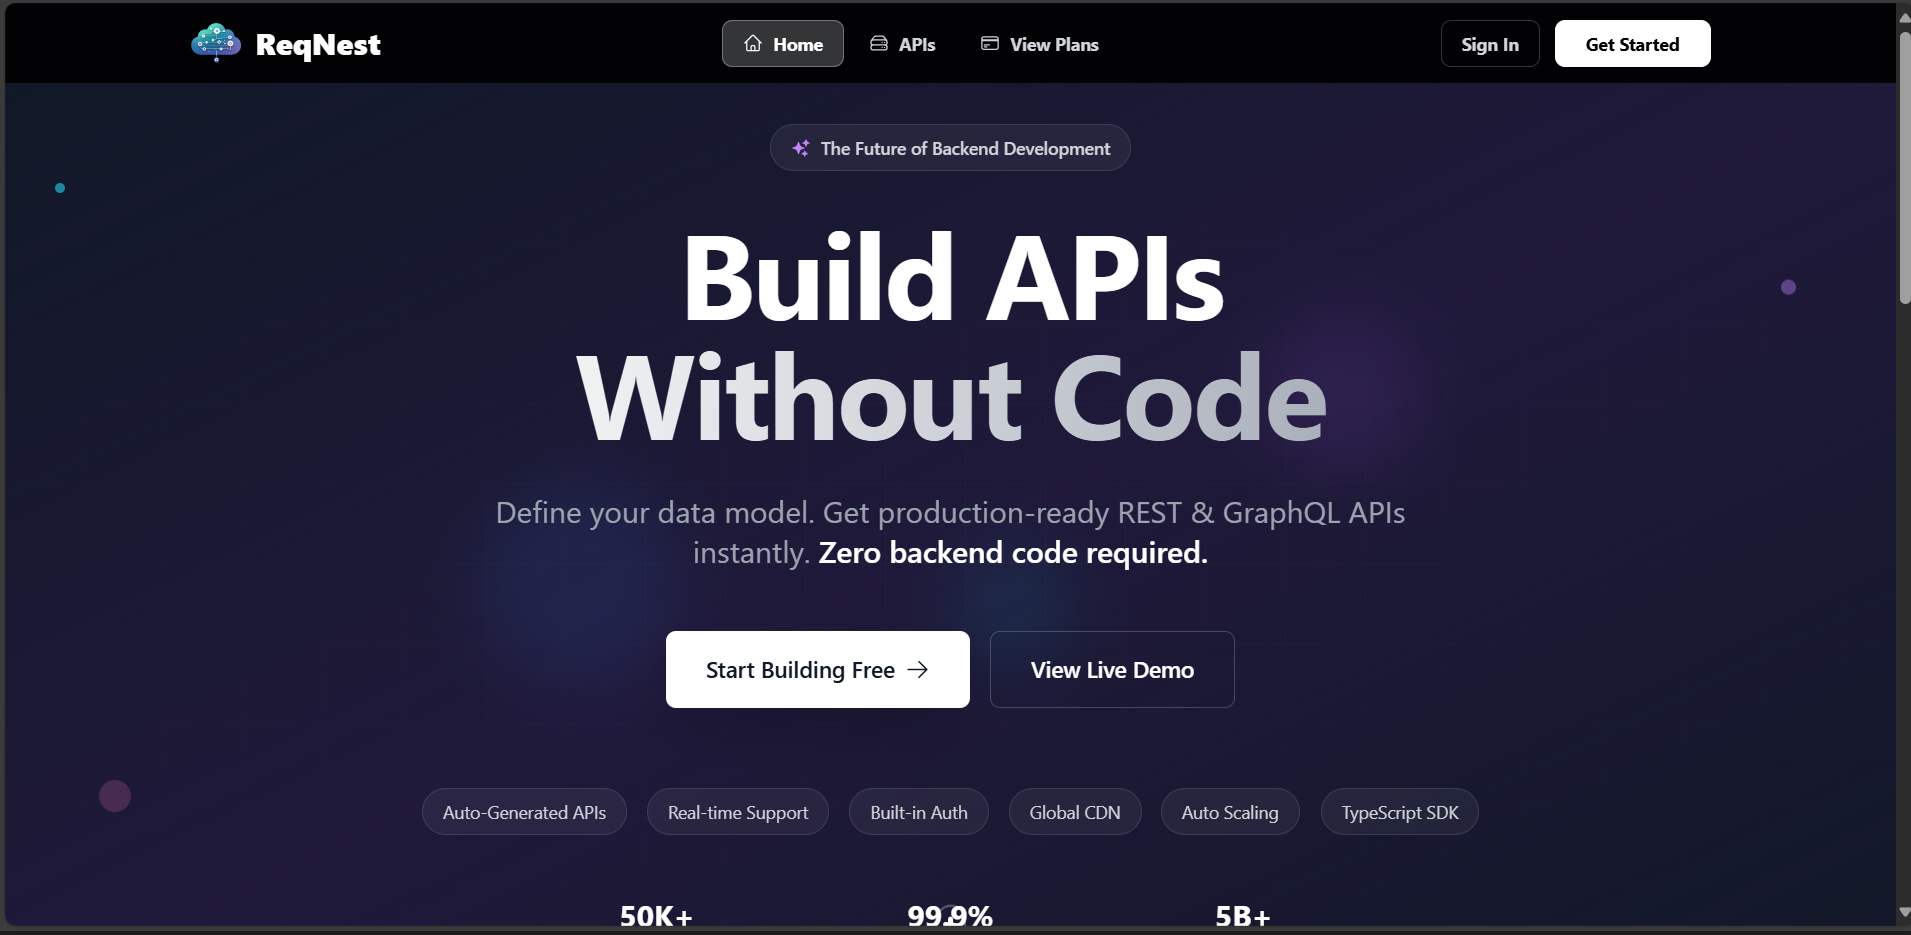 ReqNest
Home
APIs
View Plans
Sign In
Get Started
The Future of Backend Development
Build APIs
Without Code
Define your data model. Get production-ready REST & GraphQL APIs
instantly. Zero backend code required.
Start Building Free →
View Live Demo
Auto-Generated APIs
Real-time Support
Built-in Auth
Global CDN
Auto Scaling
TypeScript SDK
50K+
99.9%
5B+